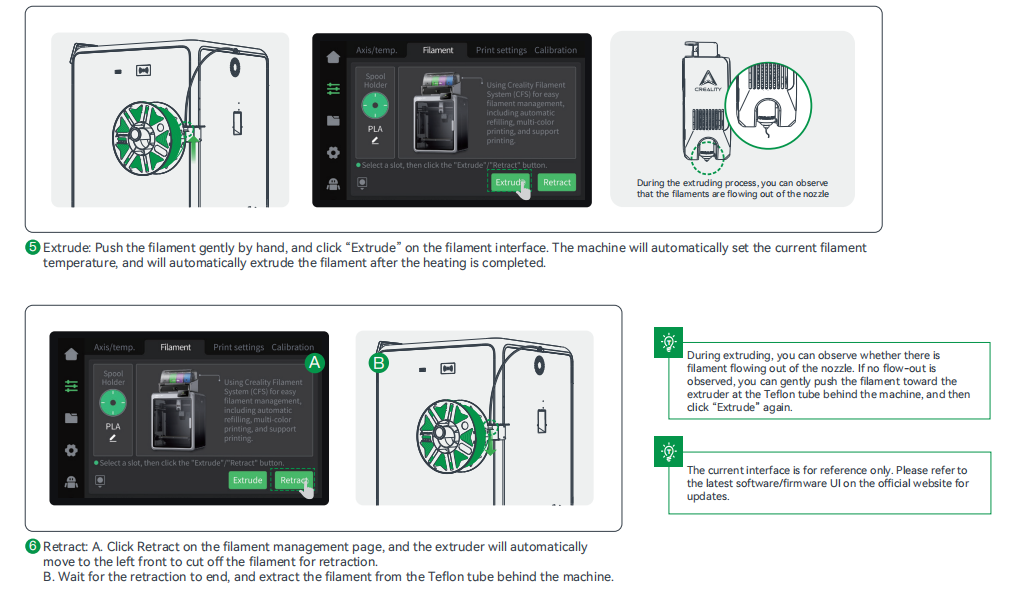 Axis/temp. Filament Print settings Calibration
Spool
Holder
PLA
Using Creality Filament
System (CFS) for easy
filament management,
including automatic
refilling, multi-color
printing, and support
printing.
Select a slot, then click the "Extrude"/"Retract" button.
Extrude Retract
CREALITY
During the extruding process, you can observe
that the filaments are flowing out of the nozzle
5 Extrude: Push the filament gently by hand, and click “Extrude” on the filament interface. The machine will automatically set the current filament
temperature, and will automatically extrude the filament after the heating is completed.
Axis/temp. Filament Print settings Calibration
A
Spool
Holder
PLA
Using Creality Filament
System (CFS) for easy
filament management,
including automatic
refilling, multi-color
printing, and support
printing.
Select a slot, then click the "Extrude"/"Retract" button.
Extrude Retract
B
6 Retract: A. Click Retract on the filament management page, and the extruder will automatically
move to the left front to cut off the filament for retraction.
B. Wait for the retraction to end, and extract the filament from the Teflon tube behind the machine.
During extruding, you can observe whether there is
filament flowing out of the nozzle. If no flow-out is
observed, you can gently push the filament toward the
extruder at the Teflon tube behind the machine, and then
click “Extrude” again.
The current interface is for reference only. Please refer to
the latest software/firmware UI on the official website for
updates.